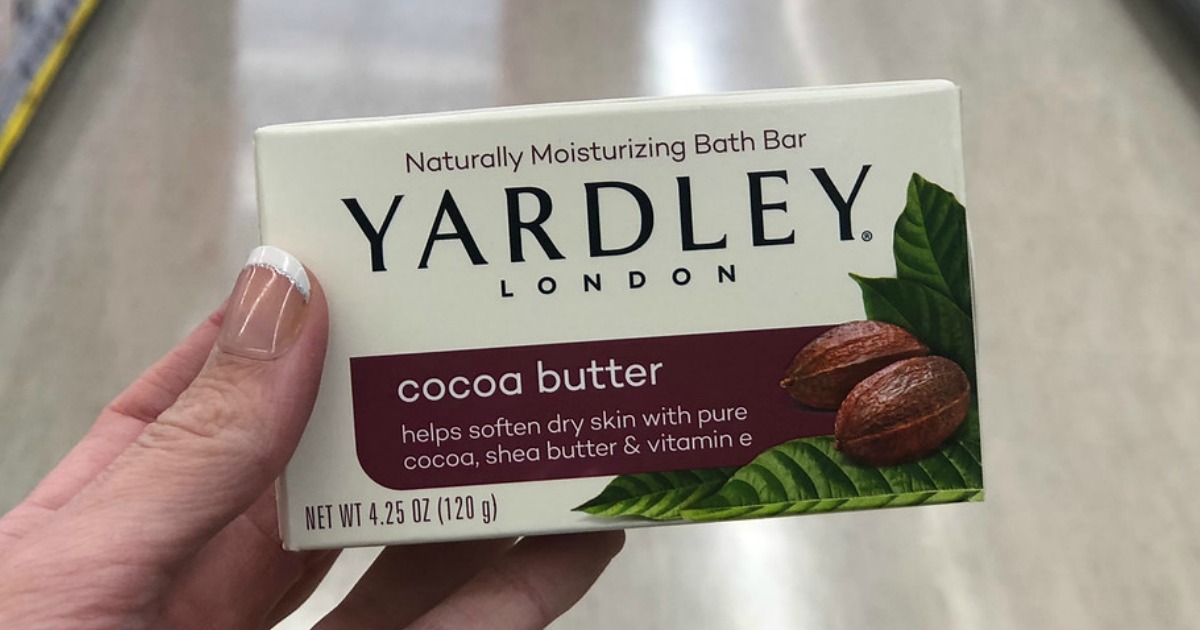 Naturally Moisturizing Bath Bar
YARDLEY®
LONDON
cocoa butter
helps soften dry skin with pure
cocoa, shea butter & vitamin e
NET WT 4.25 OZ (120 g)